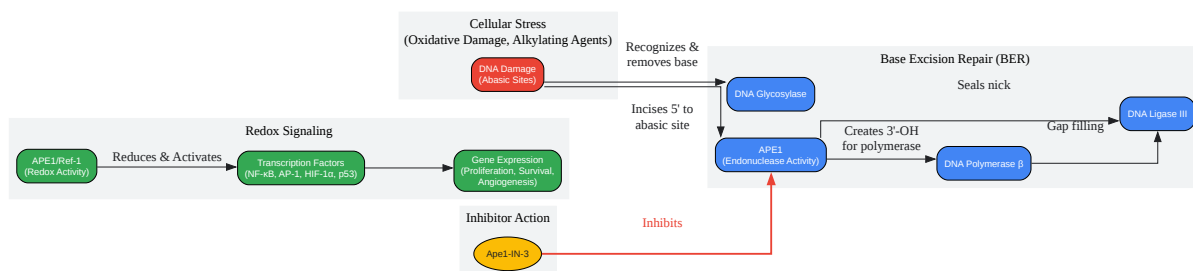 Cellular Stress
(Oxidative Damage, Alkylating Agents)
DNA Damage
(Abasic Sites)
Recognizes &
removes base
Incises 5' to
abasic site
Base Excision Repair (BER)
Seals nick
DNA Glycosylase
DNA Ligase III
Gap filling
APE1
(Endonuclease Activity)
Creates 3'-OH
for polymerase
DNA Polymerase β
Redox Signaling
APE1/Ref-1
(Redox Activity)
Reduces & Activates
Transcription Factors
(NF-κB, AP-1, HIF-1α, p53)
Gene Expression
(Proliferation, Survival,
Angiogenesis)
Inhibitor Action
Ape1-IN-3
Inhibits